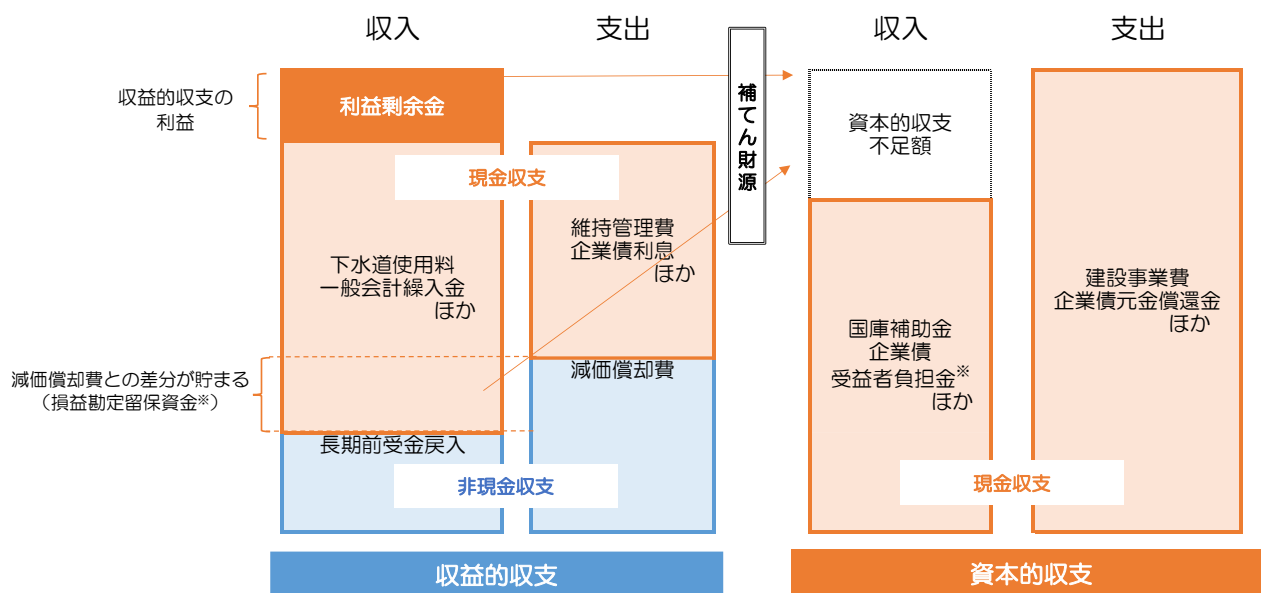 収入
支出
収入
支出
収益的収支の
利益
利益剰余金
現金収支
下水道使用料
一般会計繰入金
ほか
維持管理費
企業債利息
ほか
減価償却費との差分が貯まる
（損益勘定留保資金※）
長期前受金戻入
減価償却費
非現金収支
収益的収支
補てん財源
資本的収支
不足額
国庫補助金
企業債
受益者負担金※
ほか
建設事業費
企業債元金償還金
ほか
現金収支
資本的収支